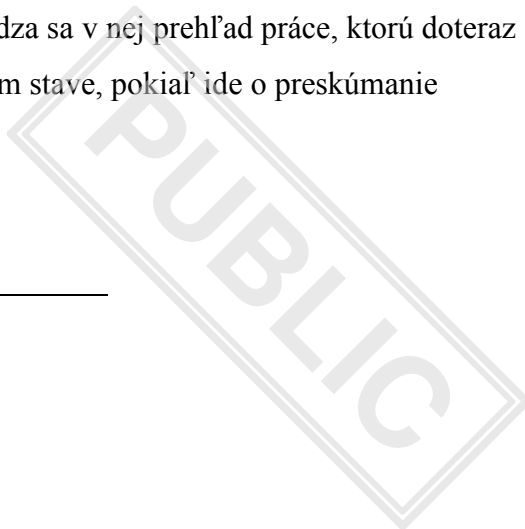 dza sa v nej prehľad práce, ktorú doteraz
m stave, pokiaľ ide o preskúmanie
PUBLIC